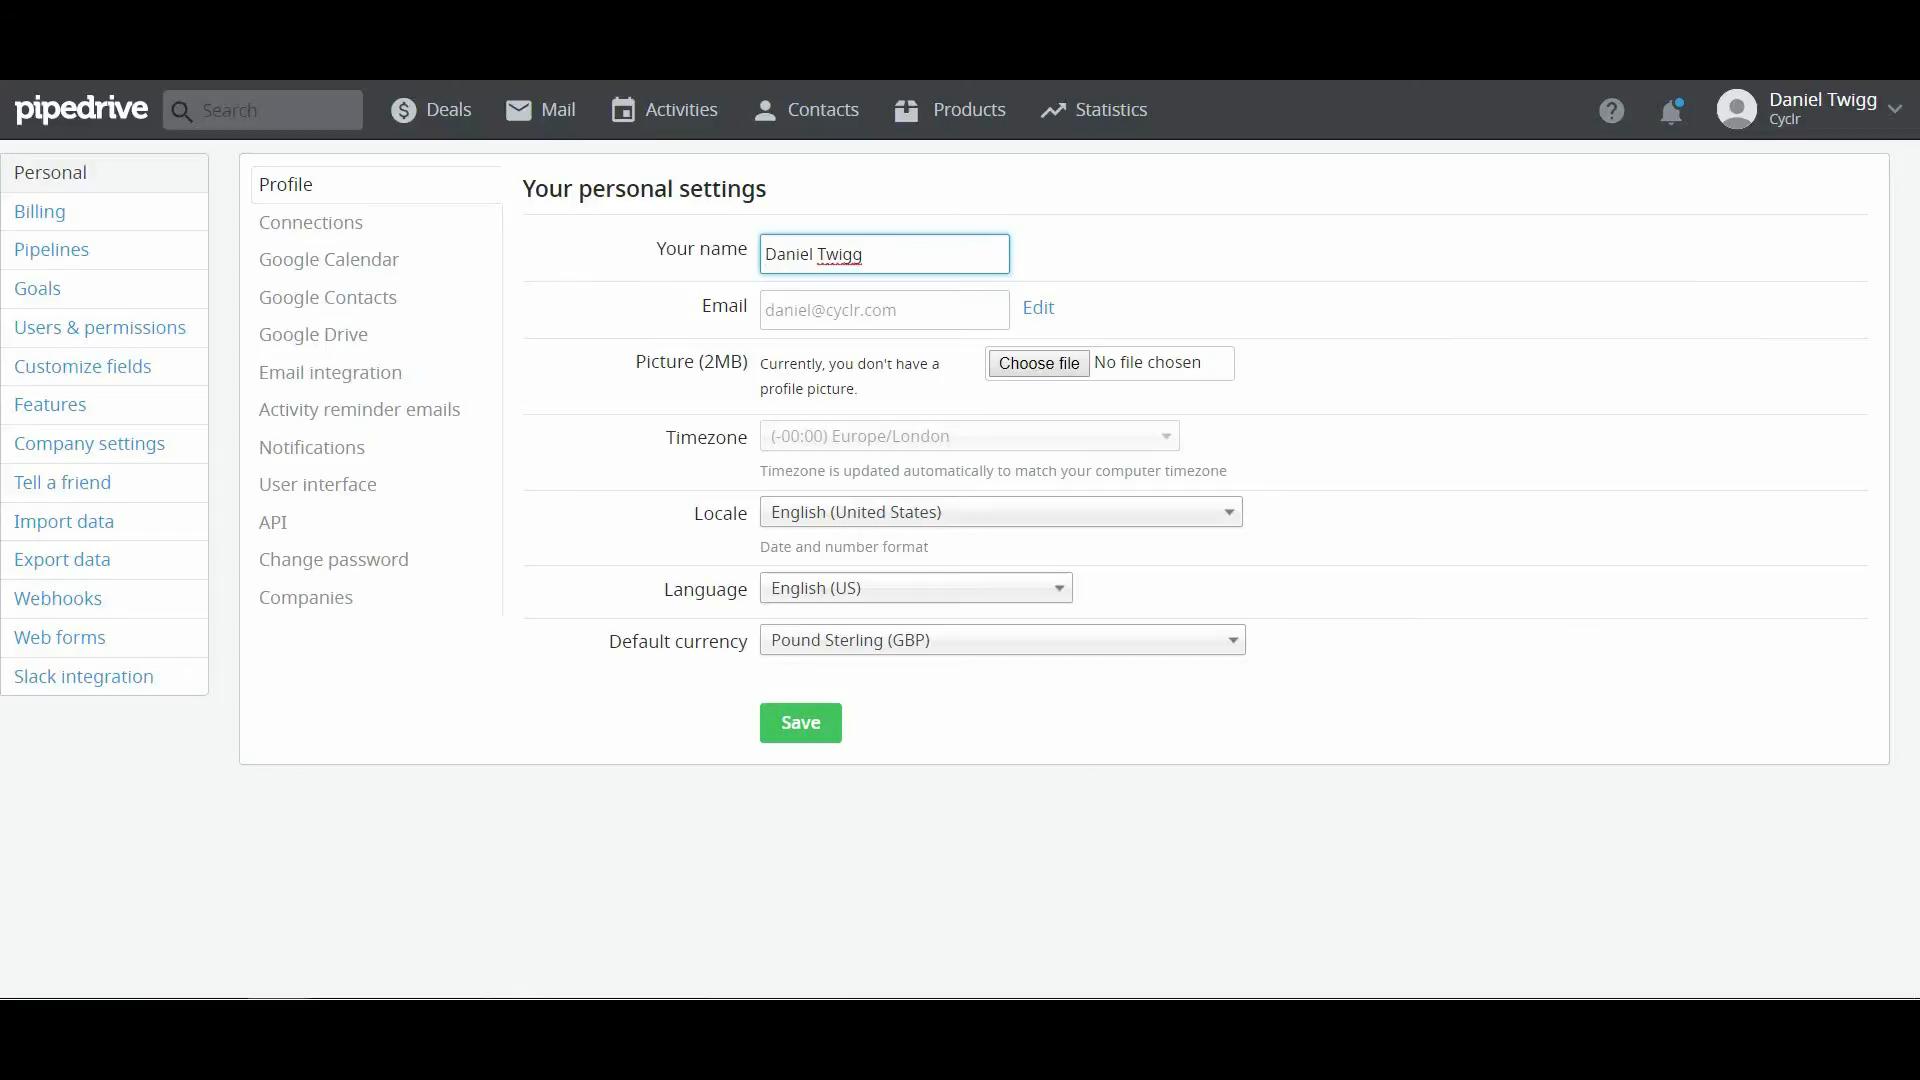 pipedrive
Search
Deals
Mail
Activities
Contacts
Products
Statistics
?
Daniel Twigg
Cyclr
Personal
Billing
Pipelines
Goals
Users & permissions
Customize fields
Features
Company settings
Tell a friend
Import data
Export data
Webhooks
Web forms
Slack integration
Profile
Connections
Google Calendar
Google Contacts
Google Drive
Email integration
Activity reminder emails
Notifications
User interface
API
Change password
Companies
Your personal settings
Your name Daniel Twigg
Email daniel@cyclr.com Edit
Picture (2MB) Currently, you don't have a
profile picture.
Choose file No file chosen
Timezone (-00:00) Europe/London
Timezone is updated automatically to match your computer timezone
Locale English (United States)
Date and number format
Language English (US)
Default currency Pound Sterling (GBP)
Save